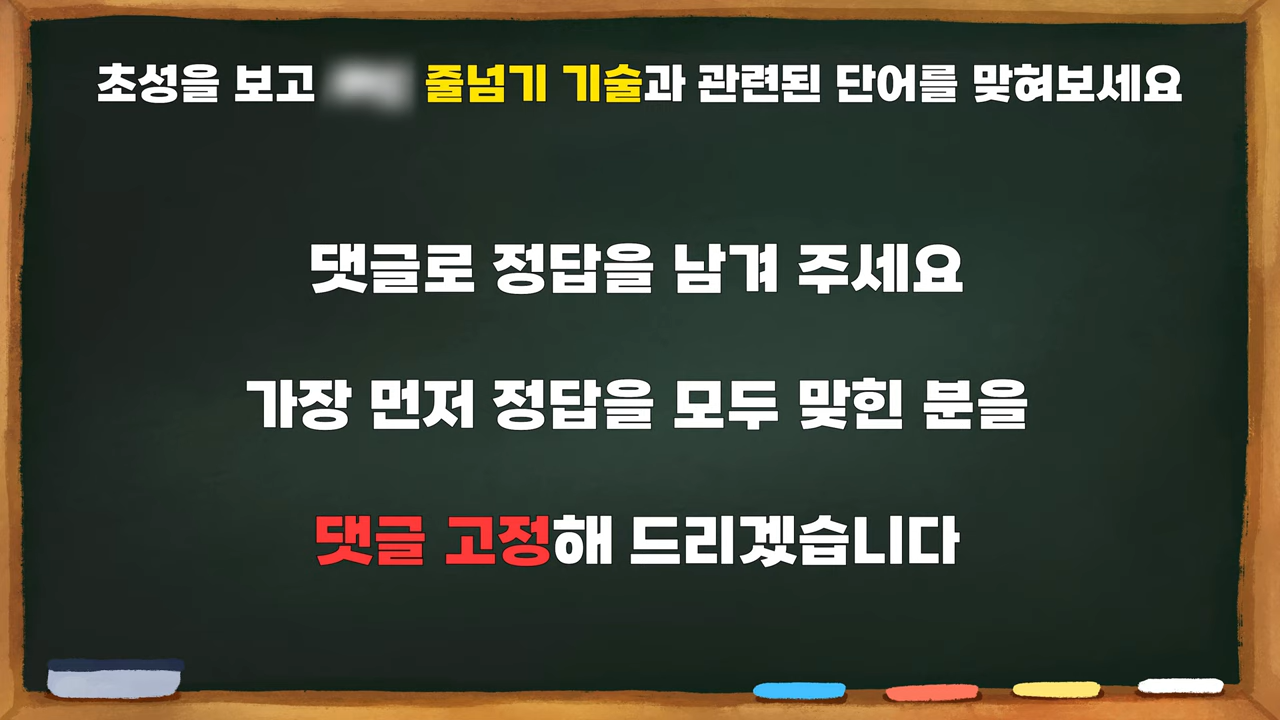 초성을 보고 줄넘기 기술과 관련된 단어를 맞혀보세요
댓글로 정답을 남겨 주세요
가장 먼저 정답을 모두 맞힌 분을
댓글 고정해 드리겠습니다